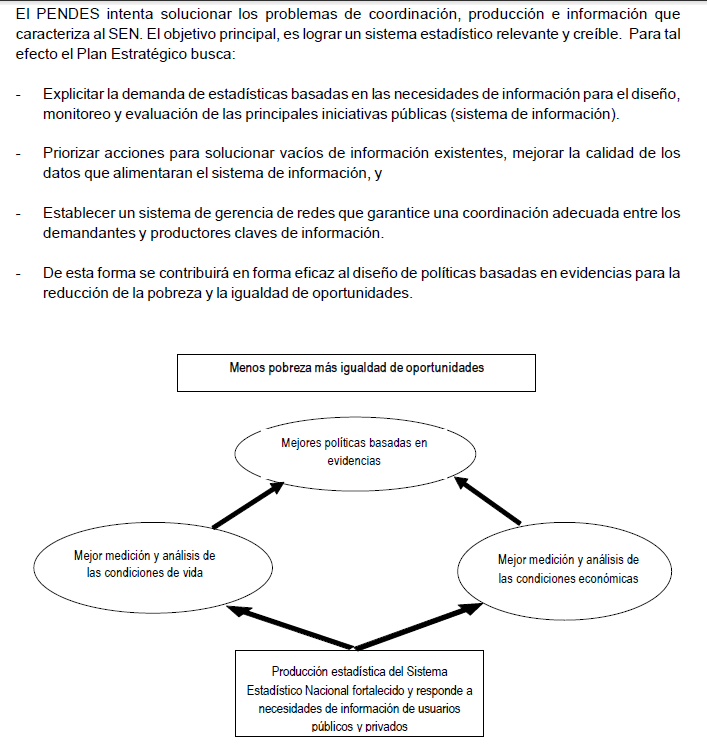 El PENDES intenta solucionar los problemas de coordinación, producción e información que
caracteriza al SEN. El objetivo principal, es lograr un sistema estadístico relevante y creíble. Para tal
efecto el Plan Estratégico busca:
- Explicitar la demanda de estadísticas basadas en las necesidades de información para el diseño,
monitoreo y evaluación de las principales iniciativas públicas (sistema de información).
- Priorizar acciones para solucionar vacíos de información existentes, mejorar la calidad de los
datos que alimentaran el sistema de información, y
- Establecer un sistema de gerencia de redes que garantice una coordinación adecuada entre los
demandantes y productores claves de información.
- De esta forma se contribuirá en forma eficaz al diseño de políticas basadas en evidencias para la
reducción de la pobreza y la igualdad de oportunidades.
Menos pobreza más igualdad de oportunidades
Mejores políticas basadas en
evidencias
Mejor medición y análisis de
las condiciones de vida
Mejor medición y análisis de
las condiciones económicas
Producción estadística del Sistema
Estadístico Nacional fortalecido y responde a
necesidades de información de usuarios
públicos y privados